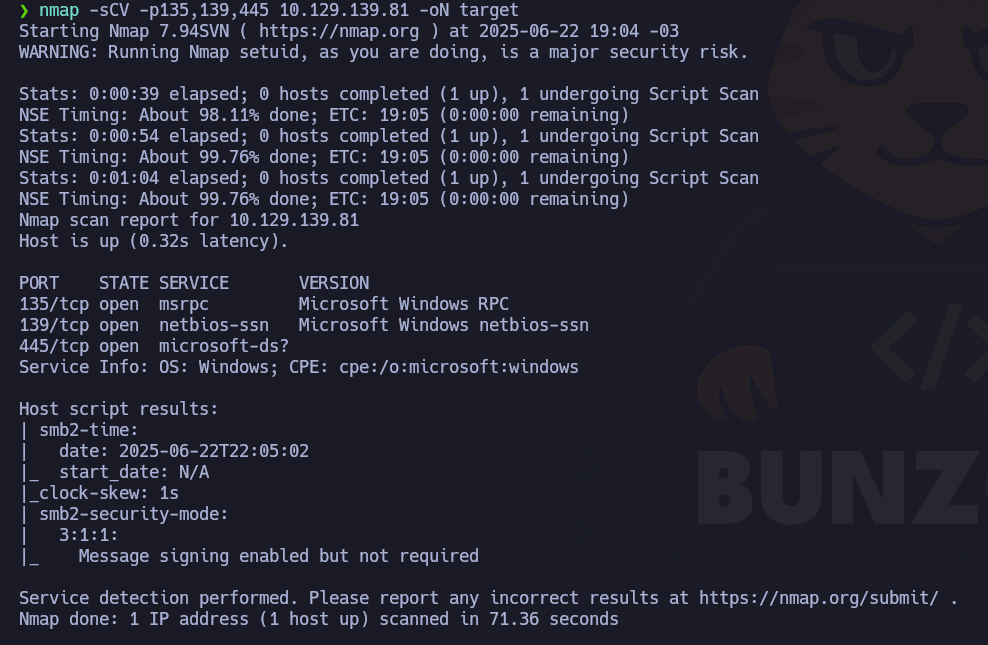 ❯ nmap -sCV -p135,139,445 10.129.139.81 -oN target
Starting Nmap 7.94SVN ( https://nmap.org ) at 2025-06-22 19:04 -03
WARNING: Running Nmap setuid, as you are doing, is a major security risk.

Stats: 0:00:39 elapsed; 0 hosts completed (1 up), 1 undergoing Script Scan
NSE Timing: About 98.11% done; ETC: 19:05 (0:00:00 remaining)
Stats: 0:00:54 elapsed; 0 hosts completed (1 up), 1 undergoing Script Scan
NSE Timing: About 99.76% done; ETC: 19:05 (0:00:00 remaining)
Stats: 0:01:04 elapsed; 0 hosts completed (1 up), 1 undergoing Script Scan
NSE Timing: About 99.76% done; ETC: 19:05 (0:00:00 remaining)
Nmap scan report for 10.129.139.81
Host is up (0.32s latency).

PORT    STATE SERVICE       VERSION
135/tcp open  msrpc         Microsoft Windows RPC
139/tcp open  netbios-ssn   Microsoft Windows netbios-ssn
445/tcp open  microsoft-ds?
Service Info: OS: Windows; CPE: cpe:/o:microsoft:windows

Host script results:
| smb2-time:
|   date: 2025-06-22T22:05:02
|_  start_date: N/A
|_clock-skew: 1s
| smb2-security-mode:
|   3:1:1:
|_    Message signing enabled but not required

Service detection performed. Please report any incorrect results at https://nmap.org/submit/ .
Nmap done: 1 IP address (1 host up) scanned in 71.36 seconds
</>
BUNZ